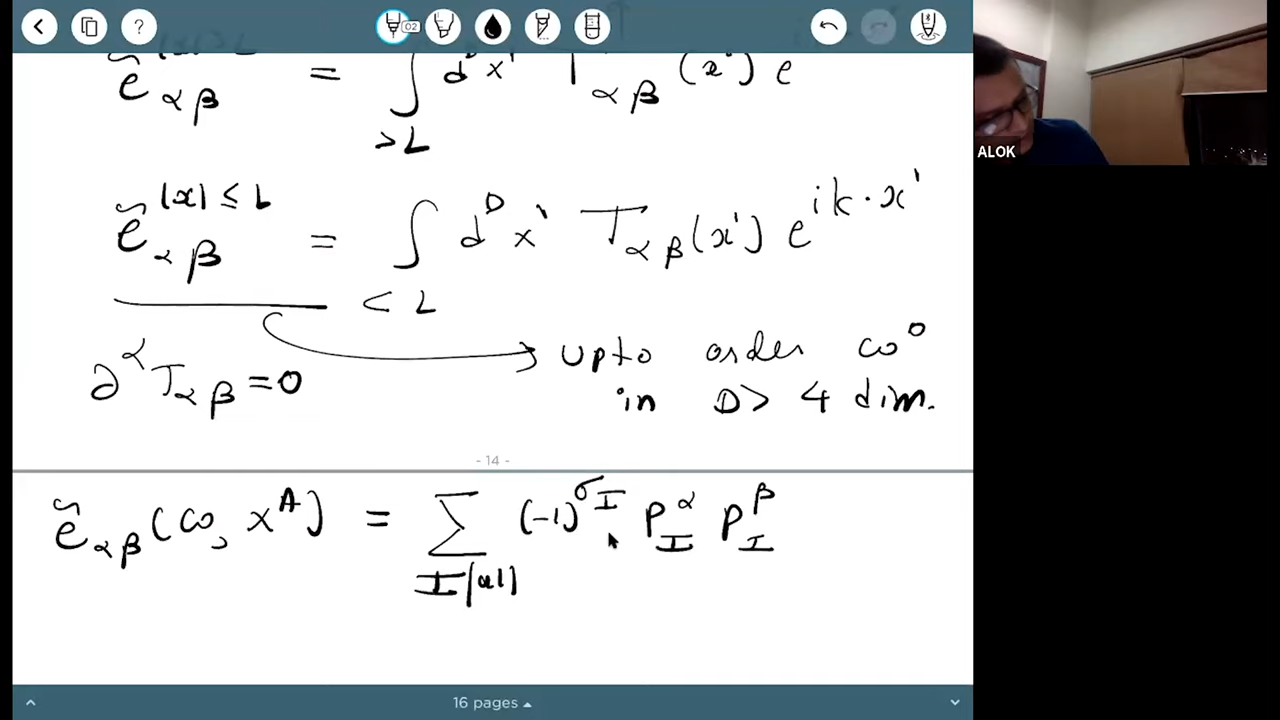 ẽ_{αβ} = ∫_{>L} d^D x' T_{αβ}(x') e
ALOK
ẽ_{αβ}^{|x|≤L} = ∫_{<L} d^D x' T_{αβ}(x') e^{ik·x'}
∂^α T_{αβ} = 0
upto order ω^0
in D > 4 dim.
- 14 -
ẽ_{αβ}(ω, x^A) = Σ_{I|all} (-1)^{σ_I} P_I^α P_I^β
16 pages